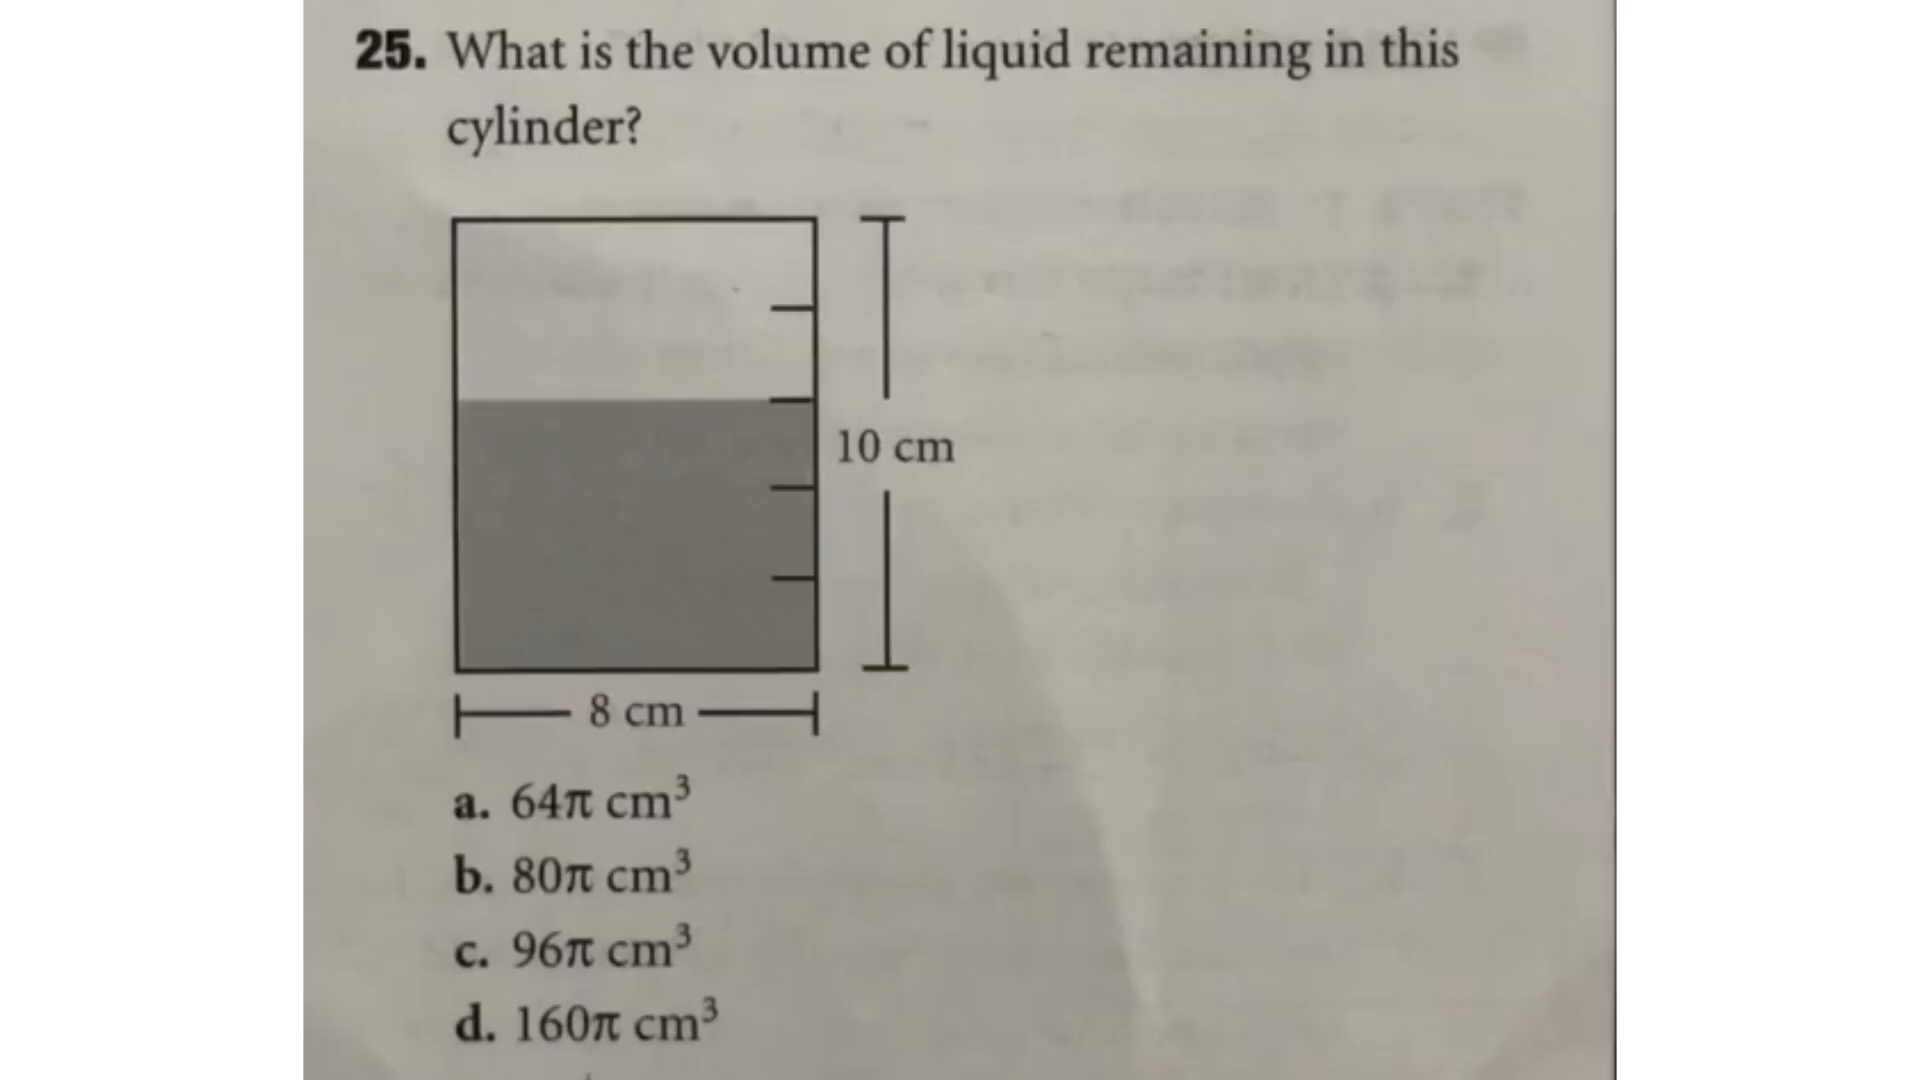 25. What is the volume of liquid remaining in this
cylinder?
10 cm
8 cm
a. 64π cm³
b. 80π cm³
c. 96π cm³
d. 160π cm³